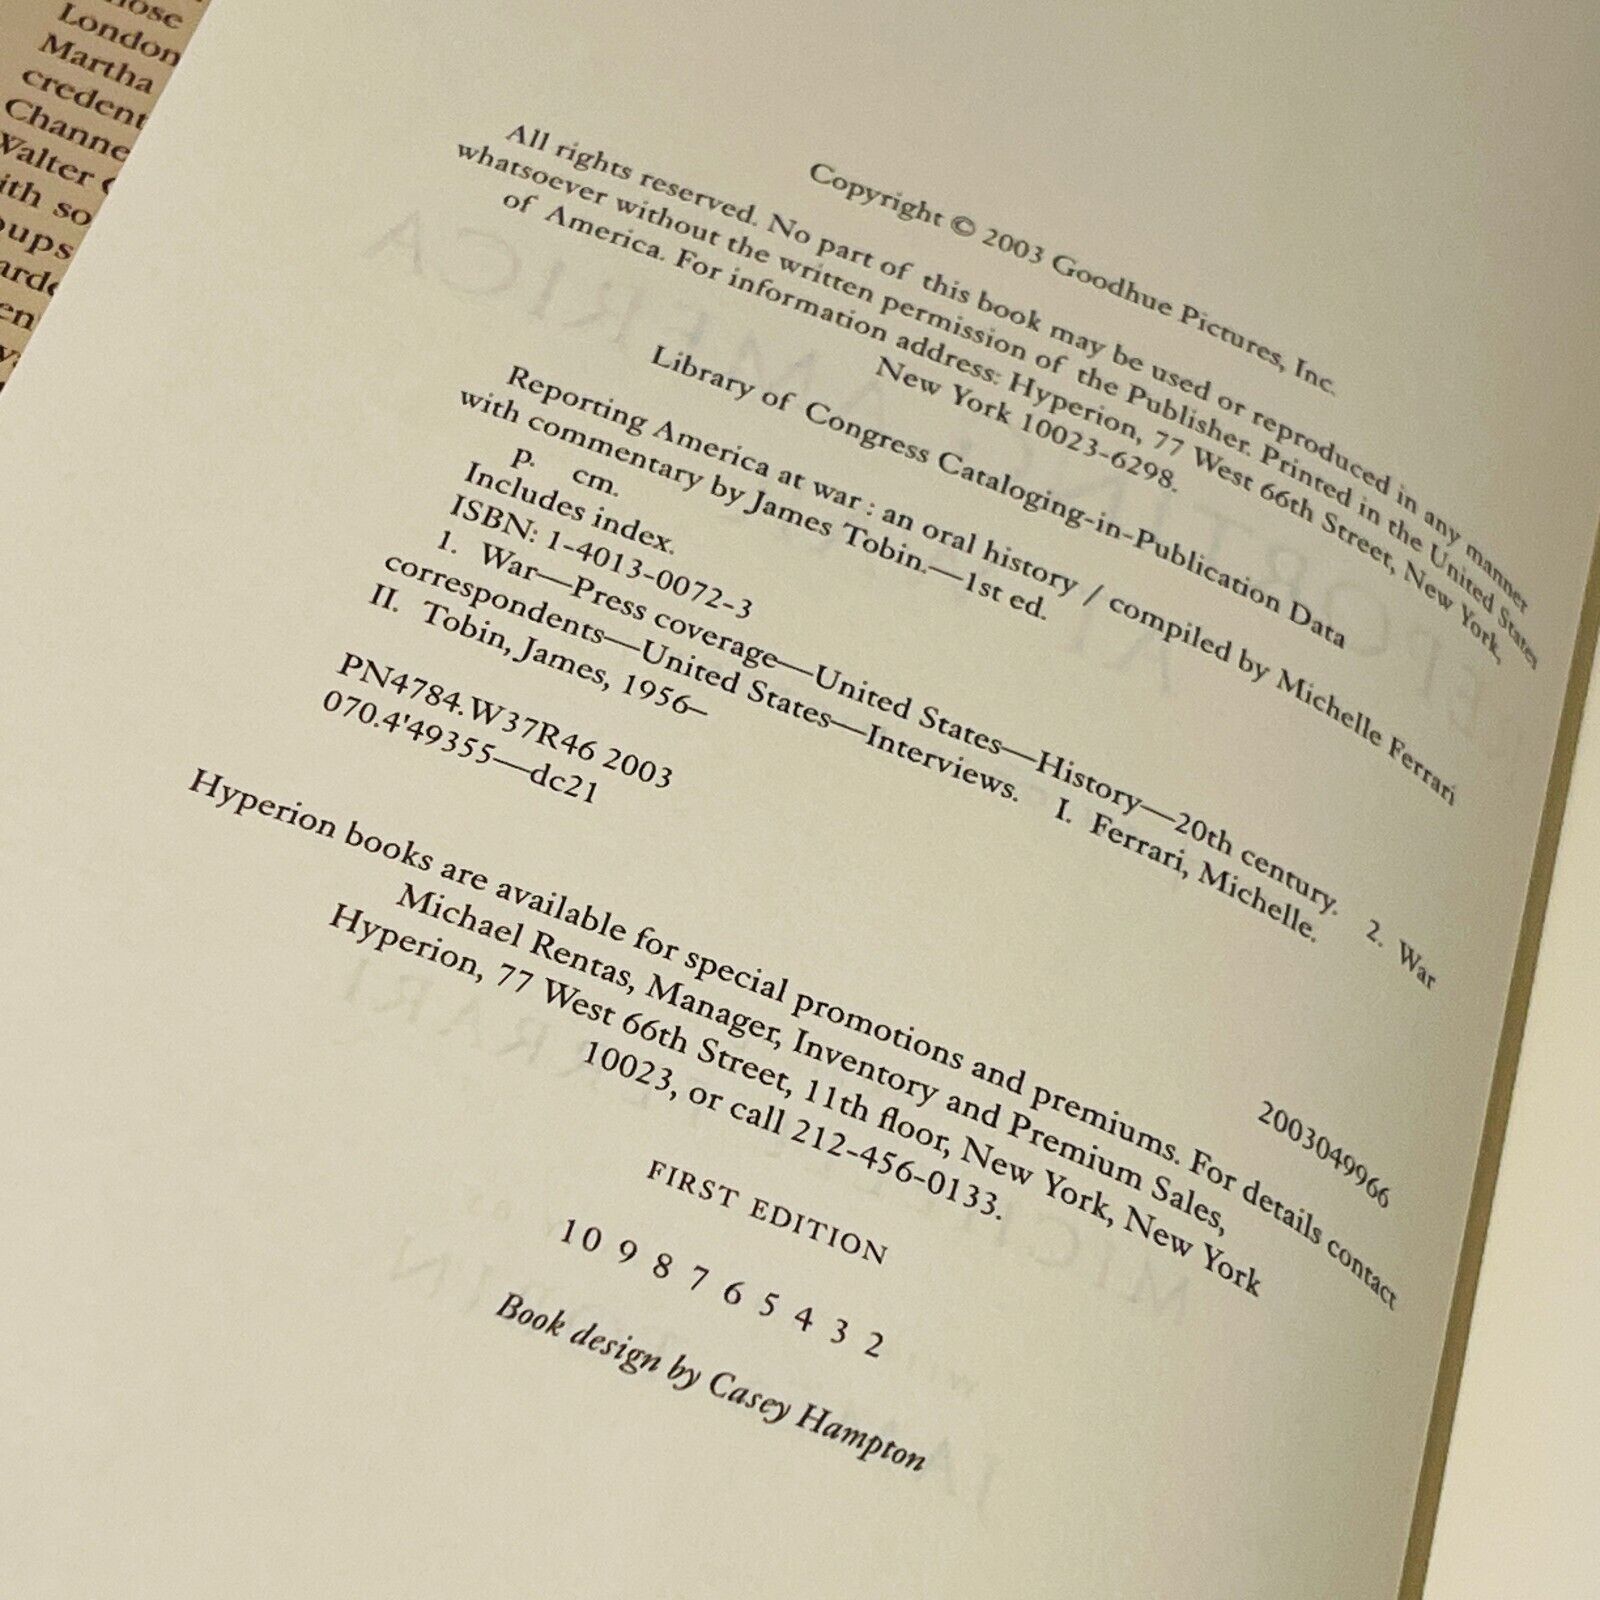 London
Martha
Copyright © 2003 Goodhue Pictures, Inc.
All rights reserved. No part of this book may be used or reproduced in any manner
whatsoever without the written permission of the Publisher. Printed in the United States
of America. For information address: Hyperion, 77 West 66th Street, New York,
New York 10023-6298.
Library of Congress Cataloging-in-Publication Data
Reporting America at war : an oral history / compiled by Michelle Ferrari
with commentary by James Tobin.—1st ed.
p. cm.
Includes index.
ISBN: 1-4013-0072-3
1. War—Press coverage—United States—History—20th century. 2. War
correspondents—United States—Interviews. I. Ferrari, Michelle.
II. Tobin, James, 1956–
PN4784.W37R46 2003
070.4'49355—dc21
2003049966
Hyperion books are available for special promotions and premiums. For details contact
Michael Rentas, Manager, Inventory and Premium Sales,
Hyperion, 77 West 66th Street, 11th floor, New York, New York
10023, or call 212-456-0133.
FIRST EDITION
10 9 8 7 6 5 4 3 2
Book design by Casey Hampton